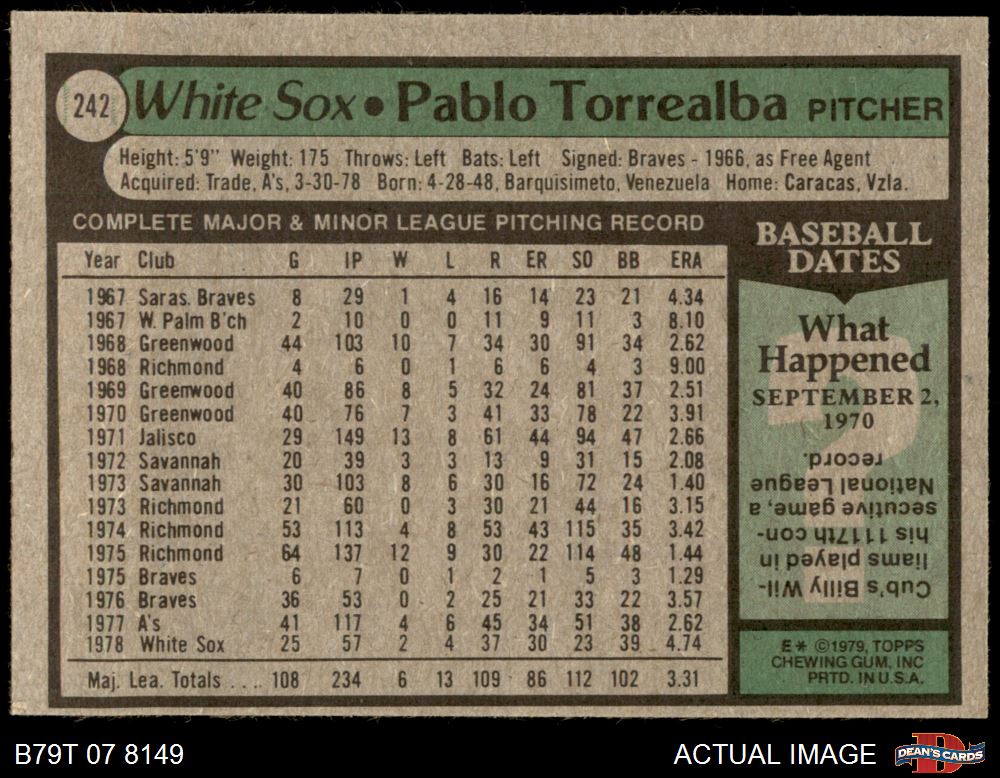 242
White Sox • Pablo Torrealba PITCHER
Height: 5'9" Weight: 175 Throws: Left Bats: Left Signed: Braves - 1966, as Free Agent
Acquired: Trade, A's, 3-30-78 Born: 4-28-48, Barquisimeto, Venezuela Home: Caracas, Vzla.
COMPLETE MAJOR & MINOR LEAGUE PITCHING RECORD
Year Club G IP W L R ER SO BB ERA
1967 Saras. Braves 8 29 1 4 16 14 23 21 4.34
1967 W. Palm B'ch 2 10 0 0 11 9 11 3 8.10
1968 Greenwood 44 103 10 7 34 30 91 34 2.62
1968 Richmond 4 6 0 1 6 6 4 3 9.00
1969 Greenwood 40 86 8 5 32 24 81 37 2.51
1970 Greenwood 40 76 7 3 41 33 78 22 3.91
1971 Jalisco 29 149 13 8 61 44 94 47 2.66
1972 Savannah 20 39 3 3 13 9 31 15 2.08
1973 Savannah 30 103 8 6 30 16 72 24 1.40
1973 Richmond 21 60 0 0 30 21 44 16 3.15
1974 Richmond 53 113 4 8 53 43 115 35 3.42
1975 Richmond 64 137 12 9 30 22 114 48 1.44
1975 Braves 6 7 0 1 2 1 5 3 1.29
1976 Braves 36 53 0 2 25 21 33 22 3.57
1977 A's 41 117 4 6 45 34 51 38 2.62
1978 White Sox 25 57 2 4 37 30 23 39 4.74
Maj. Lea. Totals .... 108 234 6 13 109 86 112 102 3.31
BASEBALL
DATES
What
Happened
SEPTEMBER 2,
1970
Cub's Billy Wil-
liams played in
his 1117th con-
secutive game, a
National League
record.
E* ©1979, TOPPS
CHEWING GUM, INC
PRTD. IN U.S.A.
B79T 07 8149
ACTUAL IMAGE
DEAN'S CARDS